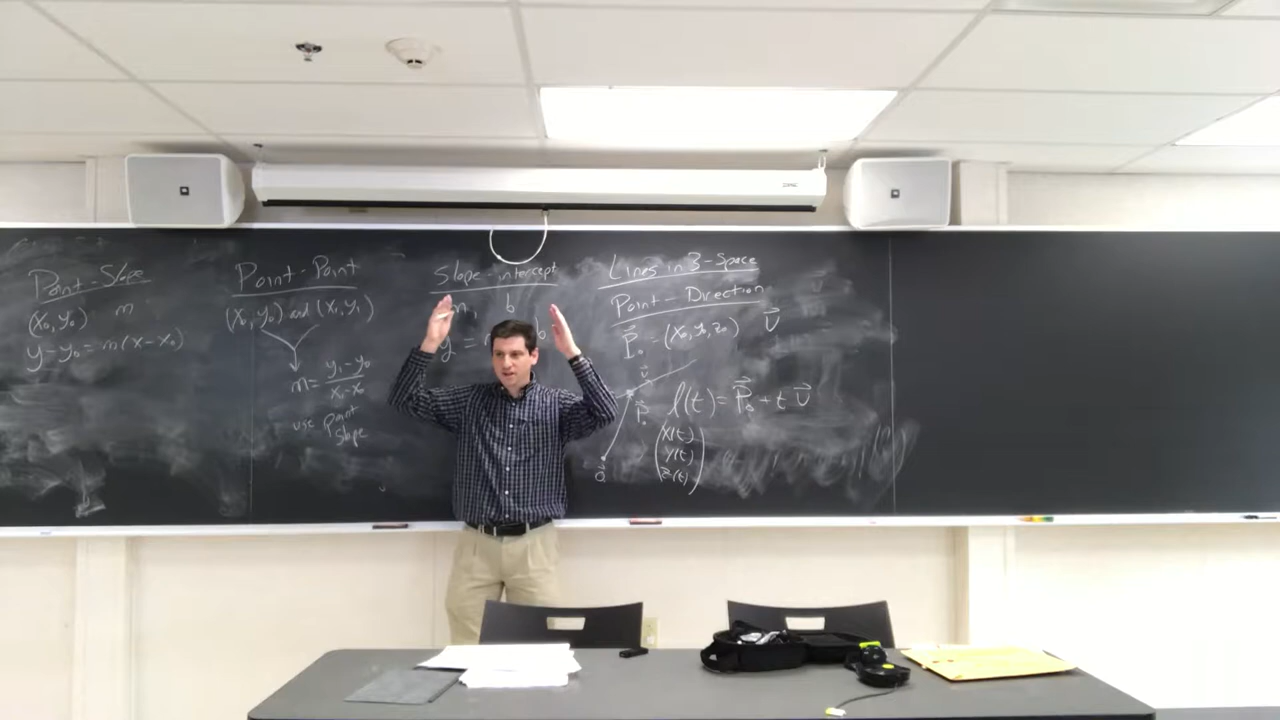 Point-Slope
(x₀, y₀) m
y-y₀ = m(x-x₀)
Point-Point
(x₀, y₀) and (x₁, y₁)
m = y₁-y₀ / x₁-x₀
use Point
Slope
Slope-intercept
m, b
y =
b
Lines in 3-Space
Point-Direction
P⃗₀ = (x₀, y₀, z₀) v⃗
v⃗
P⃗₀
Q⃗
l(t) = P⃗₀ + t v⃗
x(t)
y(t)
z(t)